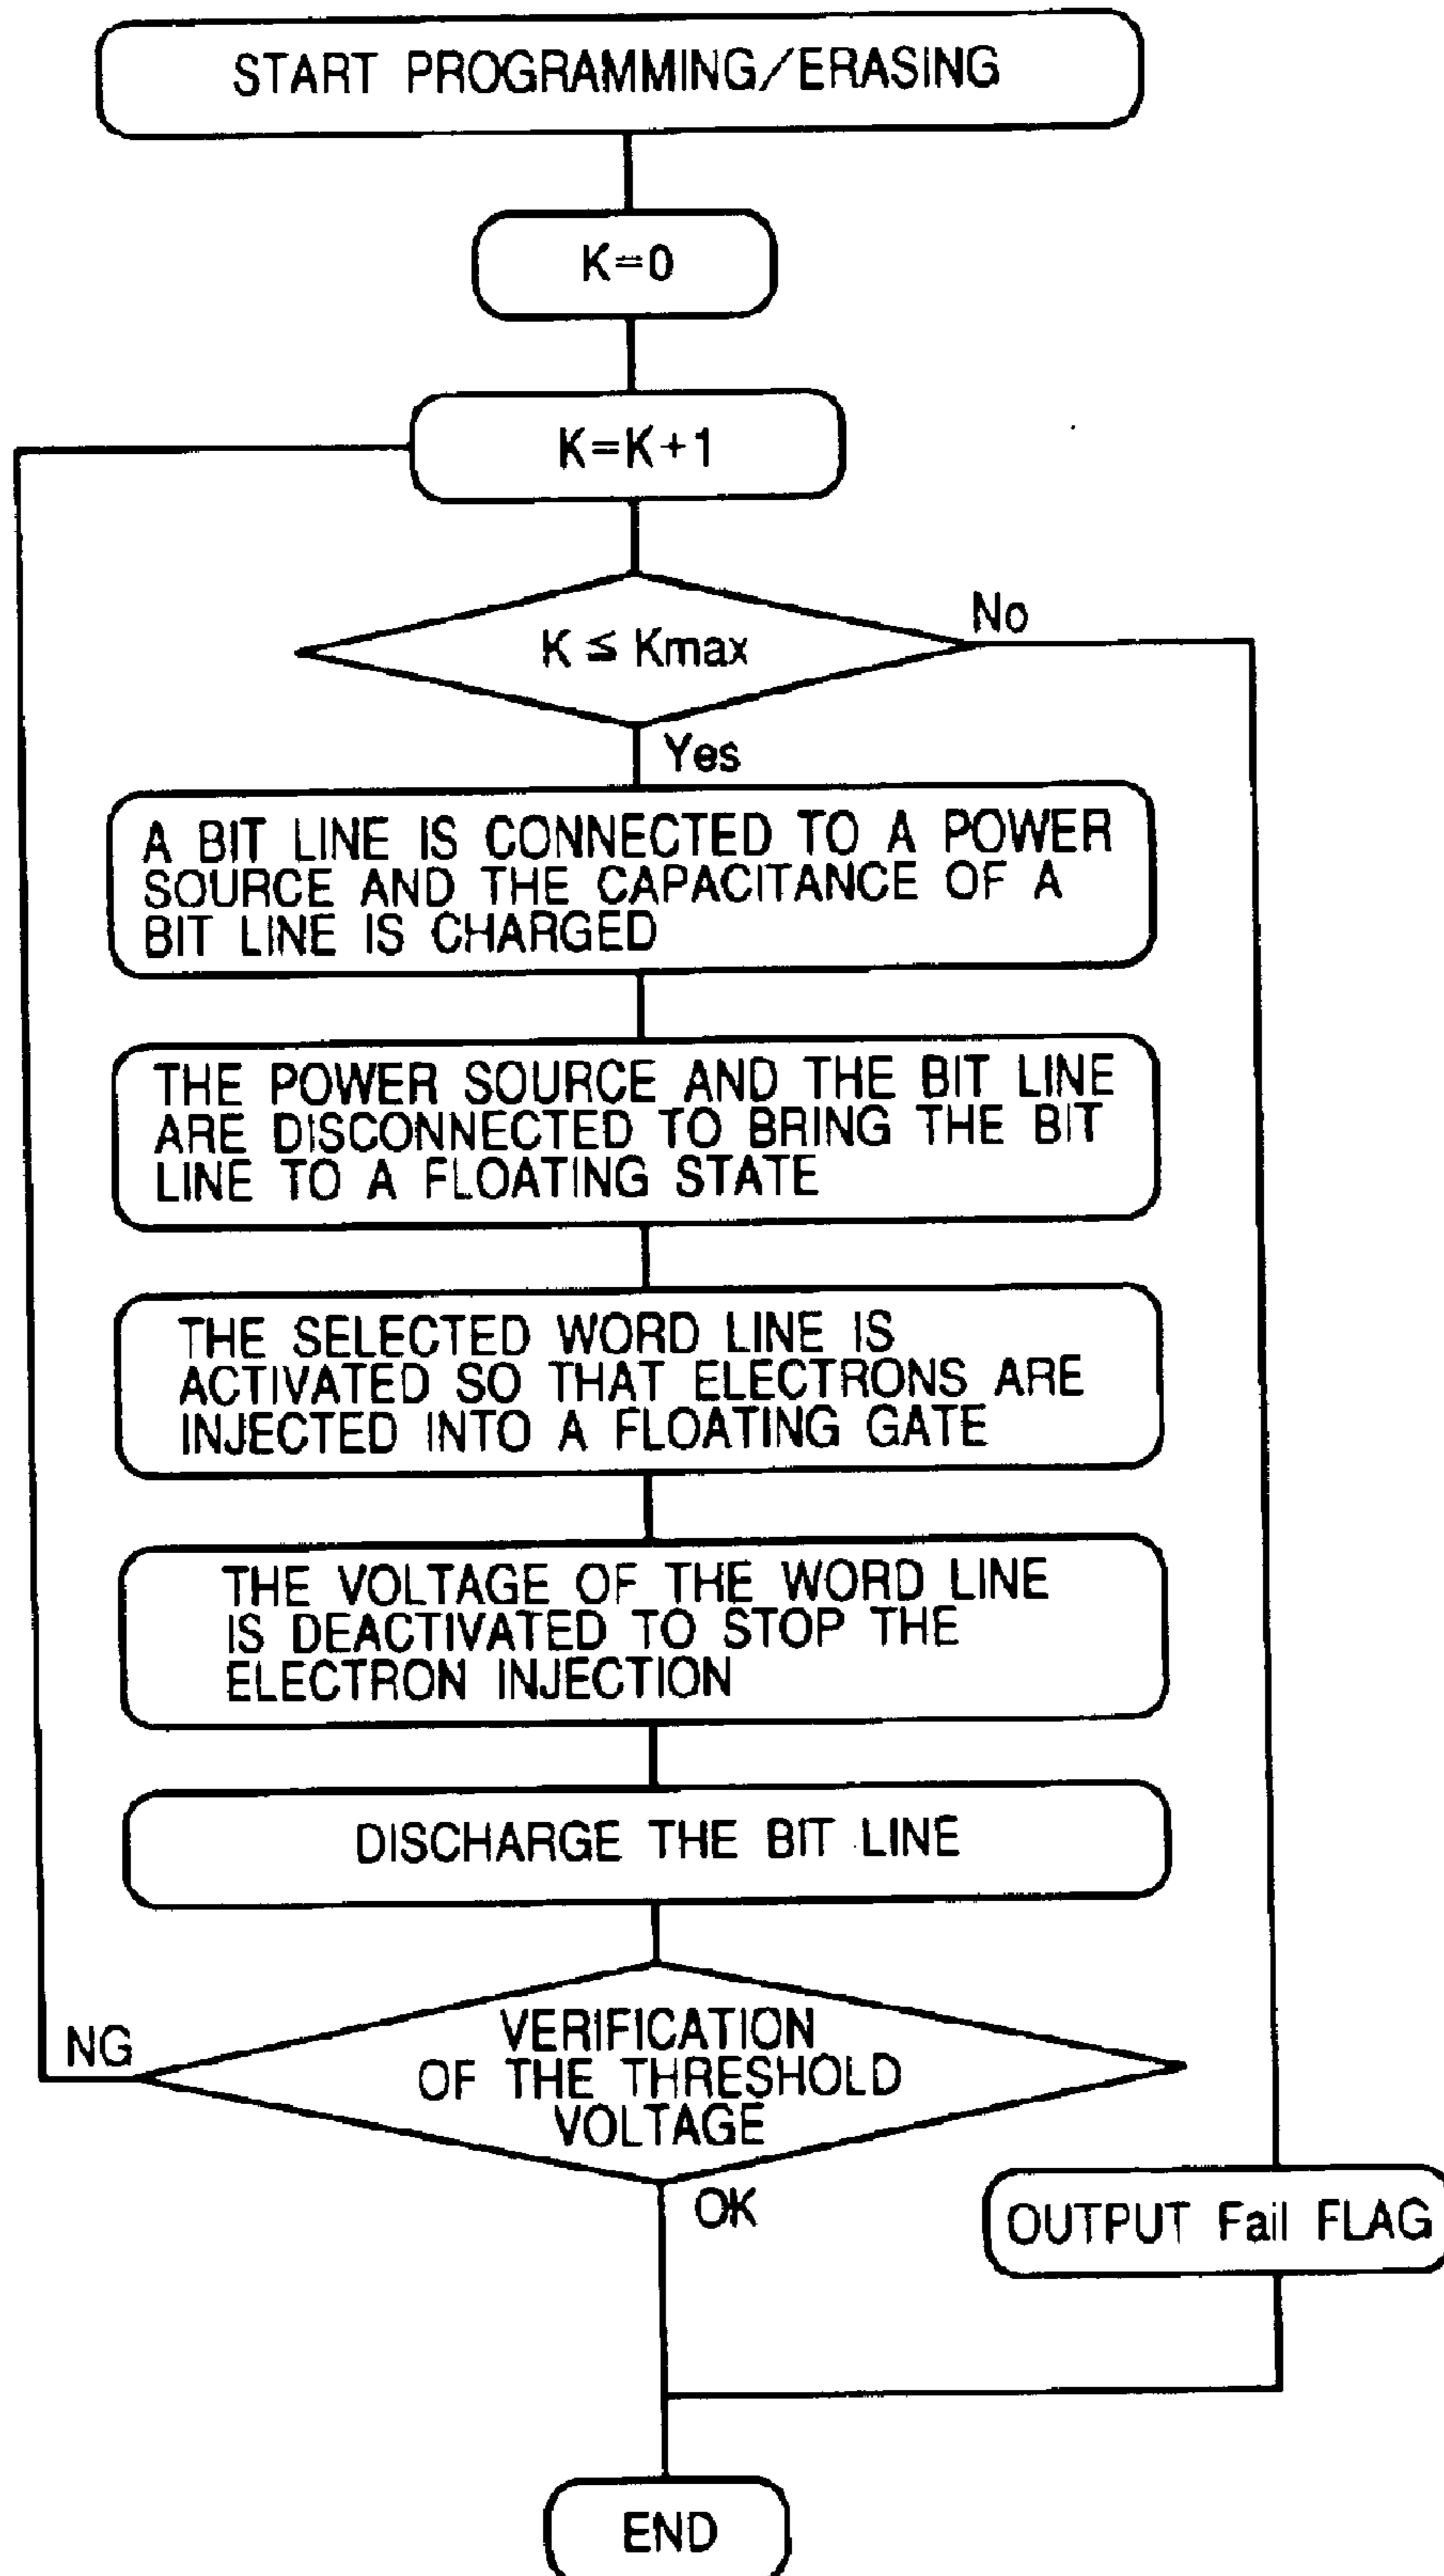 START PROGRAMMING/ERASING
K=0
K=K+1
K ≦ Kmax
No
Yes
A BIT LINE IS CONNECTED TO A POWER
SOURCE AND THE CAPACITANCE OF A
BIT LINE IS CHARGED
THE POWER SOURCE AND THE BIT LINE
ARE DISCONNECTED TO BRING THE BIT
LINE TO A FLOATING STATE
THE SELECTED WORD LINE IS
ACTIVATED SO THAT ELECTRONS ARE
INJECTED INTO A FLOATING GATE
THE VOLTAGE OF THE WORD LINE
IS DEACTIVATED TO STOP THE
ELECTRON INJECTION
DISCHARGE THE BIT LINE
NG
VERIFICATION
OF THE THRESHOLD
VOLTAGE
OK
OUTPUT Fail FLAG
END